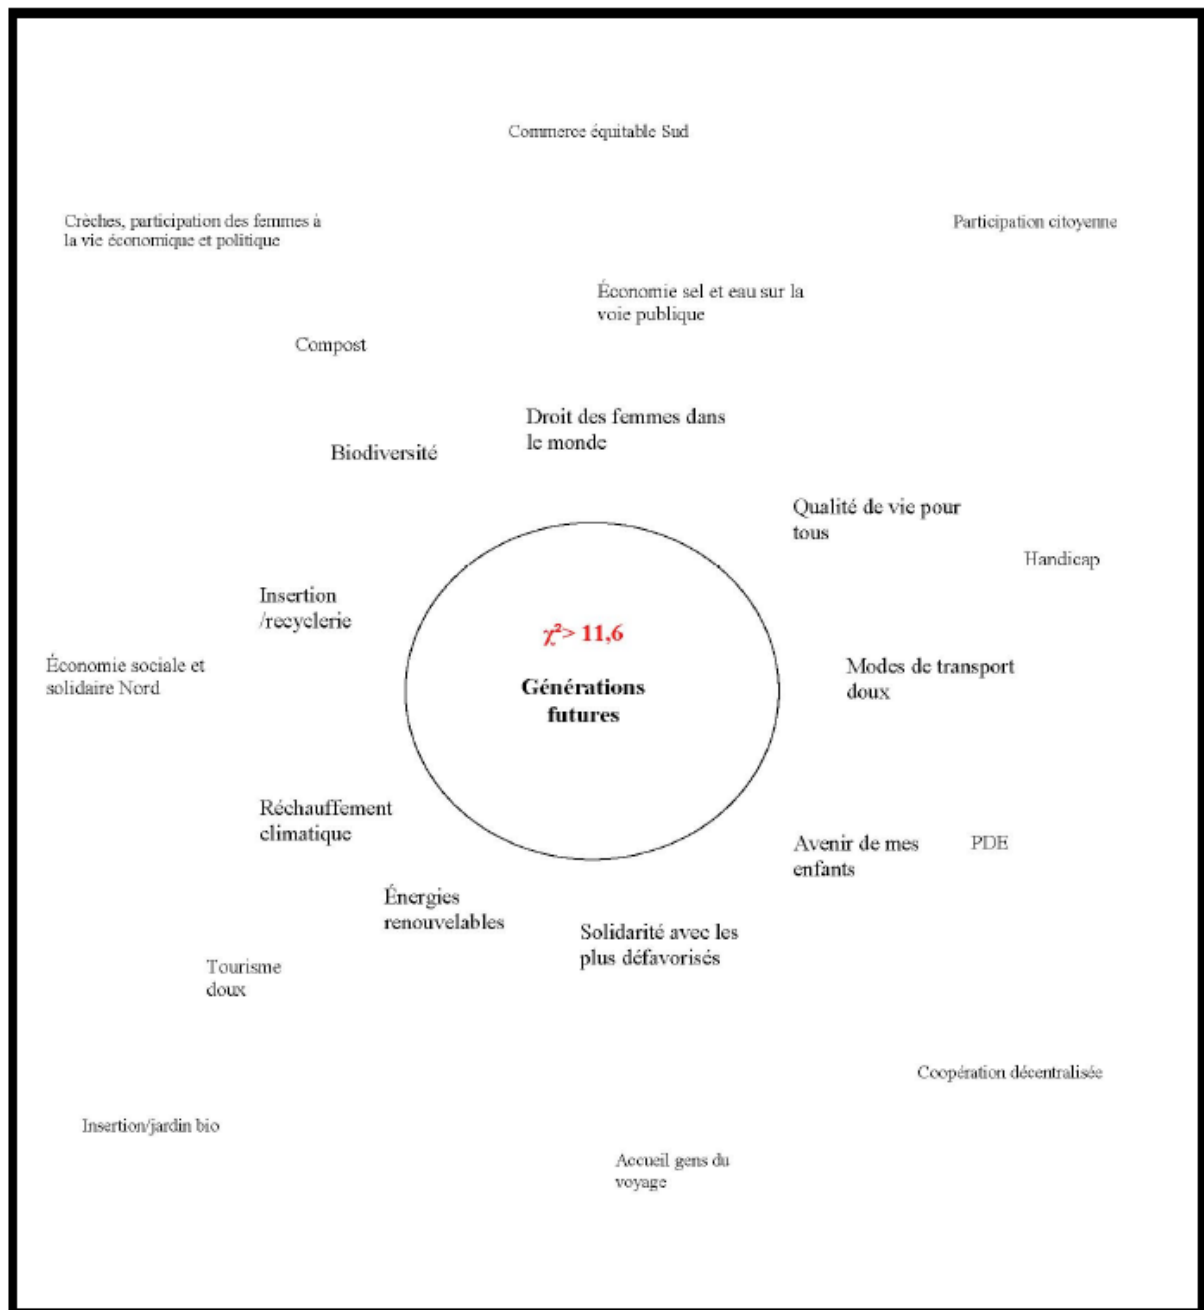 Commerce équitable Sud
Crèches, participation des femmes à
la vie économique et politique
Participation citoyenne
Économie sel et eau sur la
voie publique
Compost
Droit des femmes dans
le monde
Biodiversité
Qualité de vie pour
tous
Handicap
Insertion
/recyclerie
χ²> 11,6
Économie sociale et
solidaire Nord
Modes de transport
doux
Générations
futures
Réchauffement
climatique
Avenir de mes
enfants
PDE
Énergies
renouvelables
Solidarité avec les
plus défavorisés
Tourisme
doux
Coopération décentralisée
Insertion/jardin bio
Accueil gens du
voyage